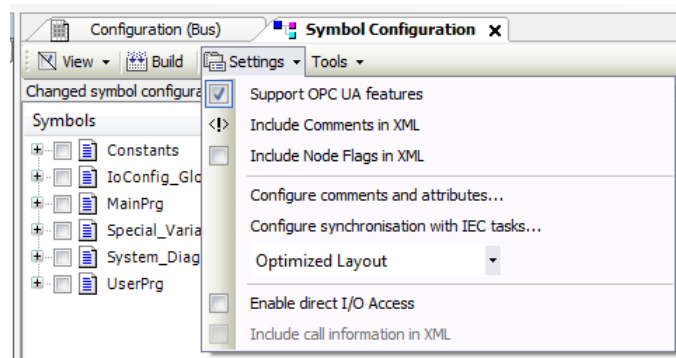 Configuration (Bus) Symbol Configuration x
View Build Settings Tools
Changed symbol configura
Support OPC UA features
Symbols
<!> Include Comments in XML
Constants
Include Node Flags in XML
IoConfig_Glo
MainPrg
Configure comments and attributes...
Special_Varia
Configure synchronisation with IEC tasks...
System_Diag
Optimized Layout
UserPrg
Enable direct I/O Access
Include call information in XML